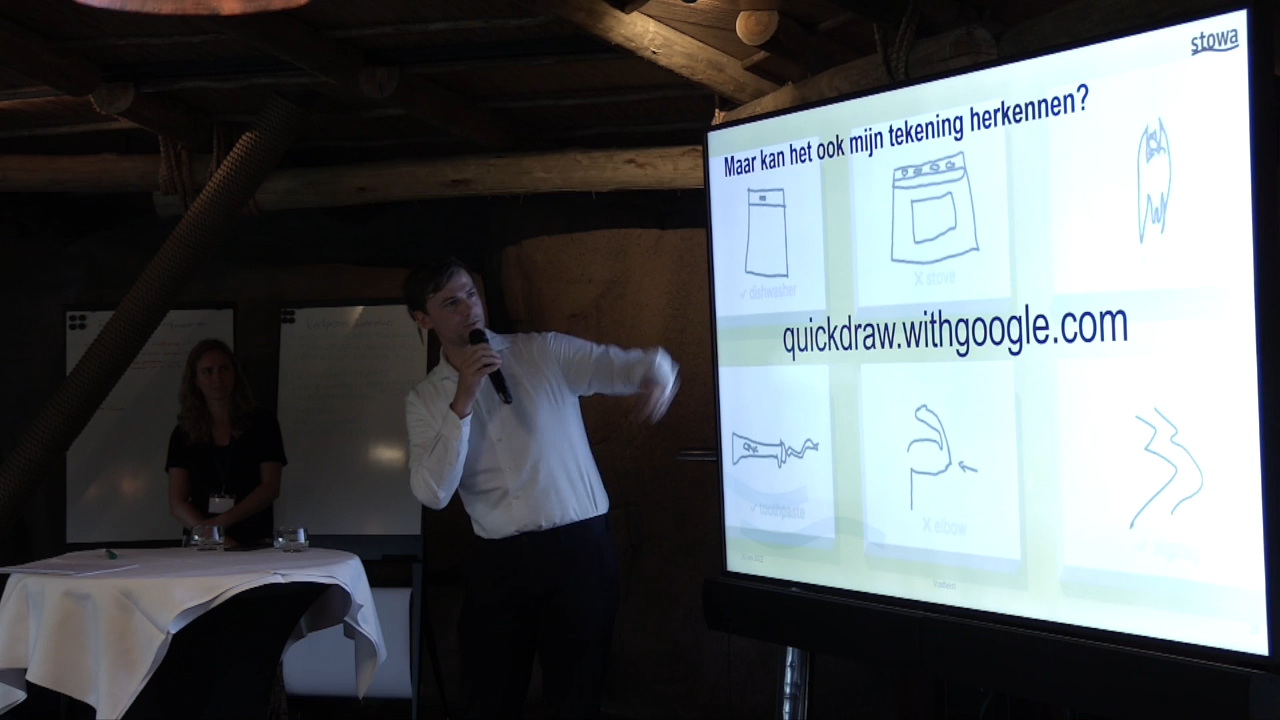 stowa
Maar kan het ook mijn tekening herkennen?
✓ dishwasher
X stove
quickdraw.withgoogle.com
✓ toothpaste
X elbow